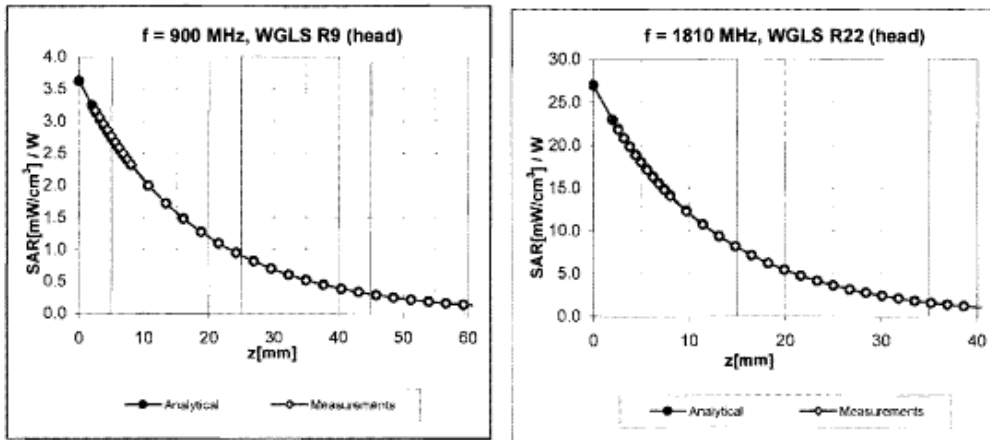 f = 900 MHz, WGLS R9 (head)
SAR[mW/cm³] / W
4.0
3.5
3.0
2.5
2.0
1.5
1.0
0.5
0.0
0 10 20 30 40 50 60
z[mm]
Analytical Measurements
f = 1810 MHz, WGLS R22 (head)
SAR[mW/cm³] / W
30.0
25.0
20.0
15.0
10.0
5.0
0.0
0 10 20 30 40
z[mm]
Analytical Measurements